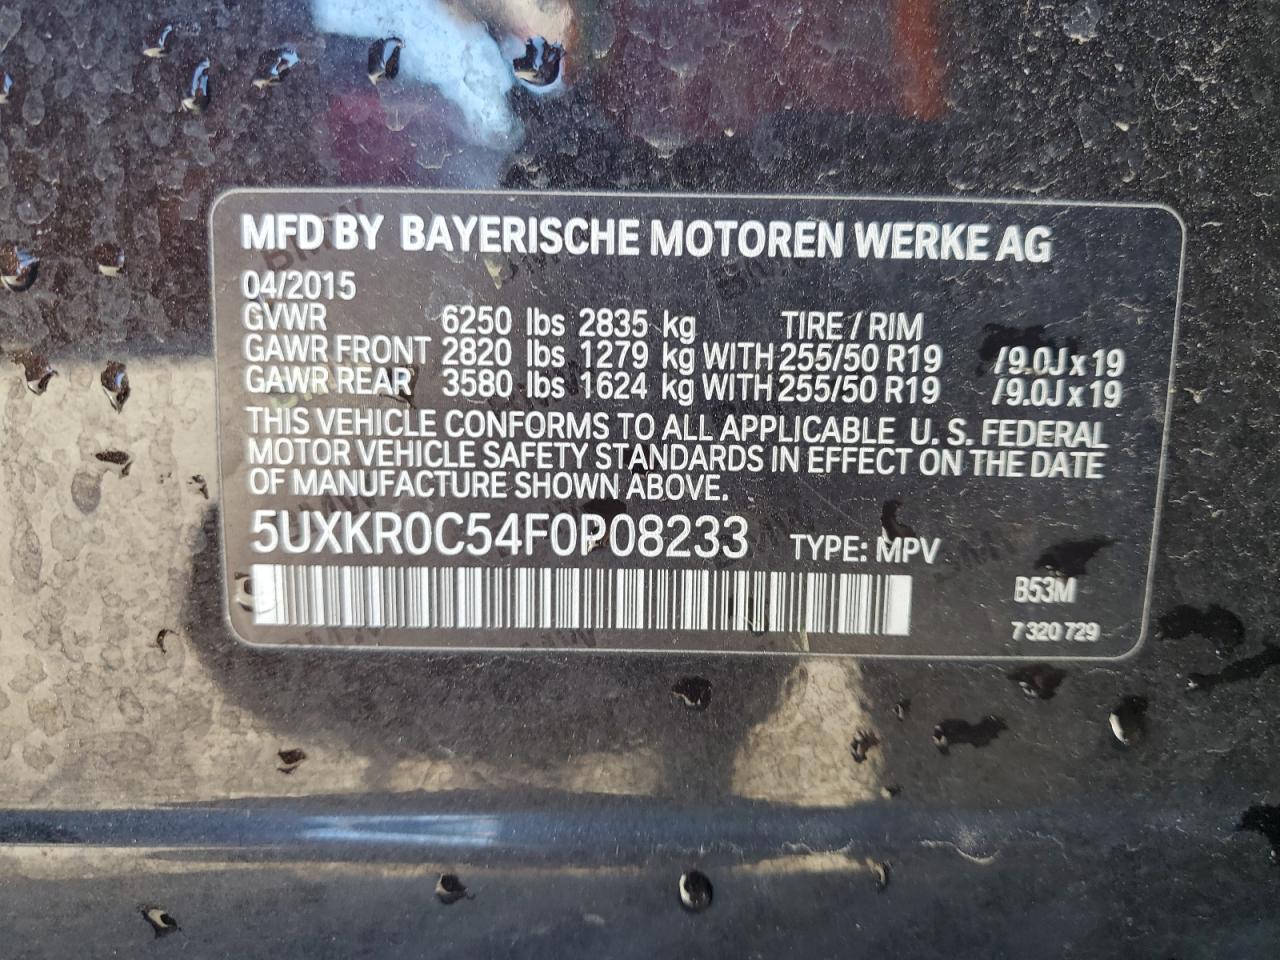 MFD BY BAYERISCHE MOTOREN WERKE AG
04/2015
GVWR 6250 lbs 2835 kg TIRE / RIM
GAWR FRONT 2820 lbs 1279 kg WITH 255/50 R19 /9.0J x 19
GAWR REAR 3580 lbs 1624 kg WITH 255/50 R19 /9.0J x 19
THIS VEHICLE CONFORMS TO ALL APPLICABLE U. S. FEDERAL
MOTOR VEHICLE SAFETY STANDARDS IN EFFECT ON THE DATE
OF MANUFACTURE SHOWN ABOVE.
5UXKR0C54F0P08233 TYPE: MPV
B53M
7 320 729